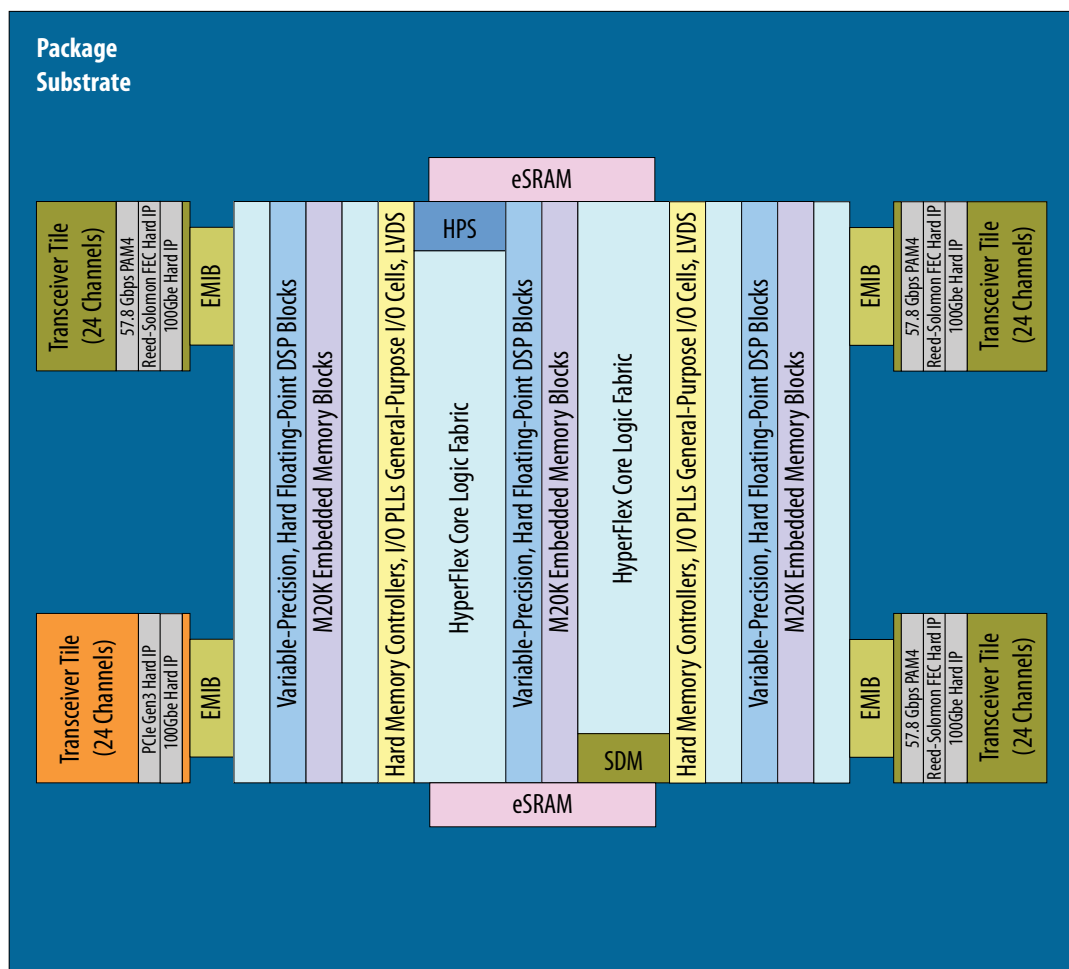 Package
Substrate
eSRAM
Transceiver Tile
(24 Channels)
57.8 Gbps PAM4
Reed-Solomon FEC Hard IP
100Gbe Hard IP
EMIB
Variable-Precision, Hard Floating-Point DSP Blocks
M20K Embedded Memory Blocks
Hard Memory Controllers, I/O PLLs General-Purpose I/O Cells, LVDS
HPS
HyperFlex Core Logic Fabric
Variable-Precision, Hard Floating-Point DSP Blocks
M20K Embedded Memory Blocks
HyperFlex Core Logic Fabric
SDM
Hard Memory Controllers, I/O PLLs General-Purpose I/O Cells, LVDS
Variable-Precision, Hard Floating-Point DSP Blocks
M20K Embedded Memory Blocks
EMIB
57.8 Gbps PAM4
Reed-Solomon FEC Hard IP
100Gbe Hard IP
Transceiver Tile
(24 Channels)
Transceiver Tile
(24 Channels)
PCIe Gen3 Hard IP
100Gbe Hard IP
EMIB
EMIB
57.8 Gbps PAM4
Reed-Solomon FEC Hard IP
100Gbe Hard IP
Transceiver Tile
(24 Channels)
eSRAM